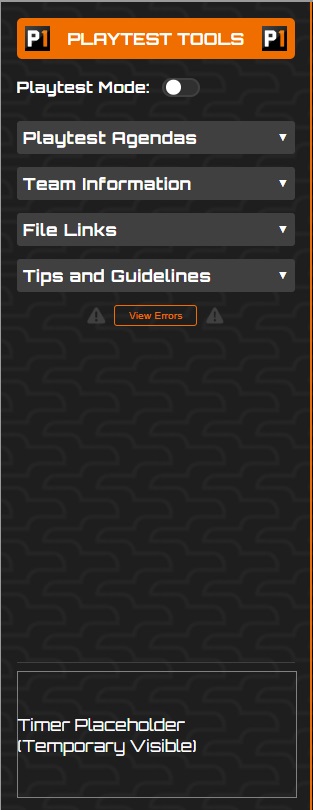 P1 PLAYTEST TOOLS P1
Playtest Mode:
Playtest Agendas ▼
Team Information ▼
File Links ▼
Tips and Guidelines ▼
View Errors
Timer Placeholder
(Temporary Visible)